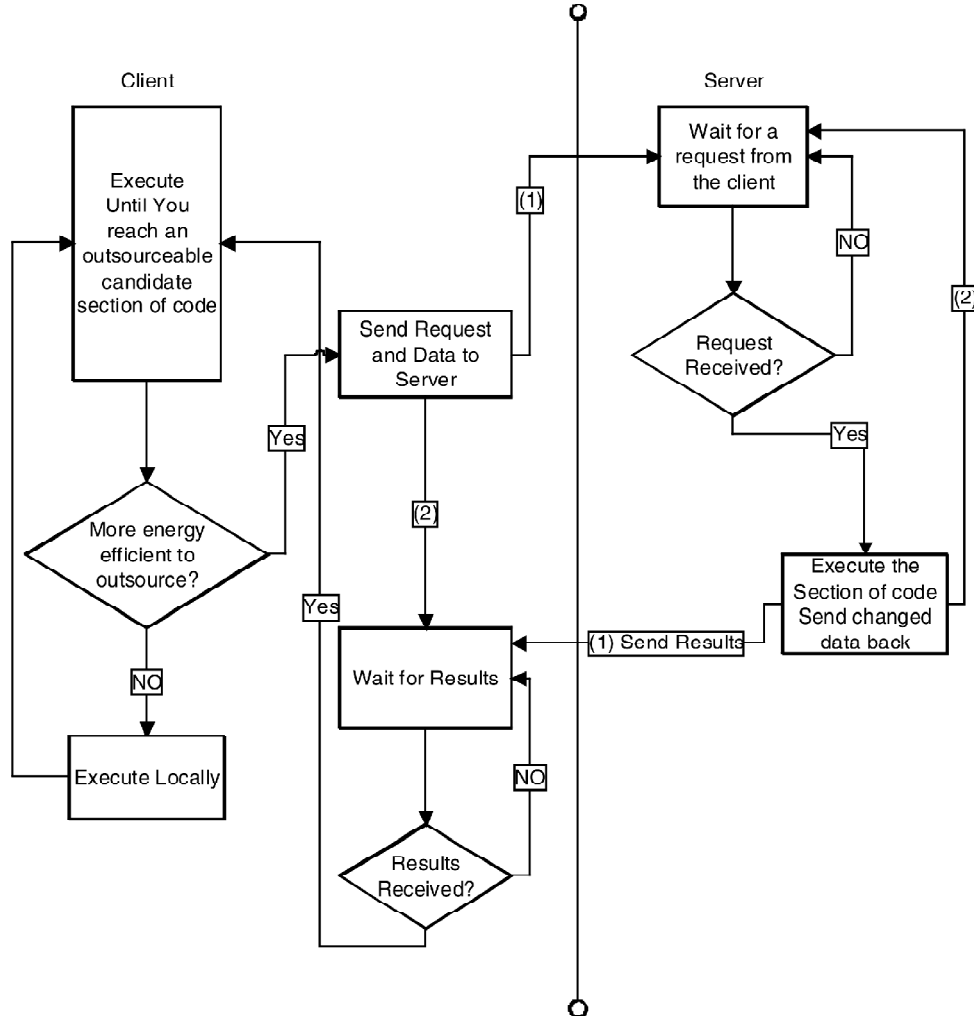 Client
Execute
Until You
reach an
outsourceable
candidate
section of code
More energy
efficient to
outsource?
NO
Execute Locally
Yes
Send Request
and Data to
Server
(1)
(2)
Wait for Results
Results
Received?
NO
Yes
Server
Wait for a
request from
the client
Request
Received?
NO
Yes
Execute the
Section of code
Send changed
data back
(1) Send Results
(2)